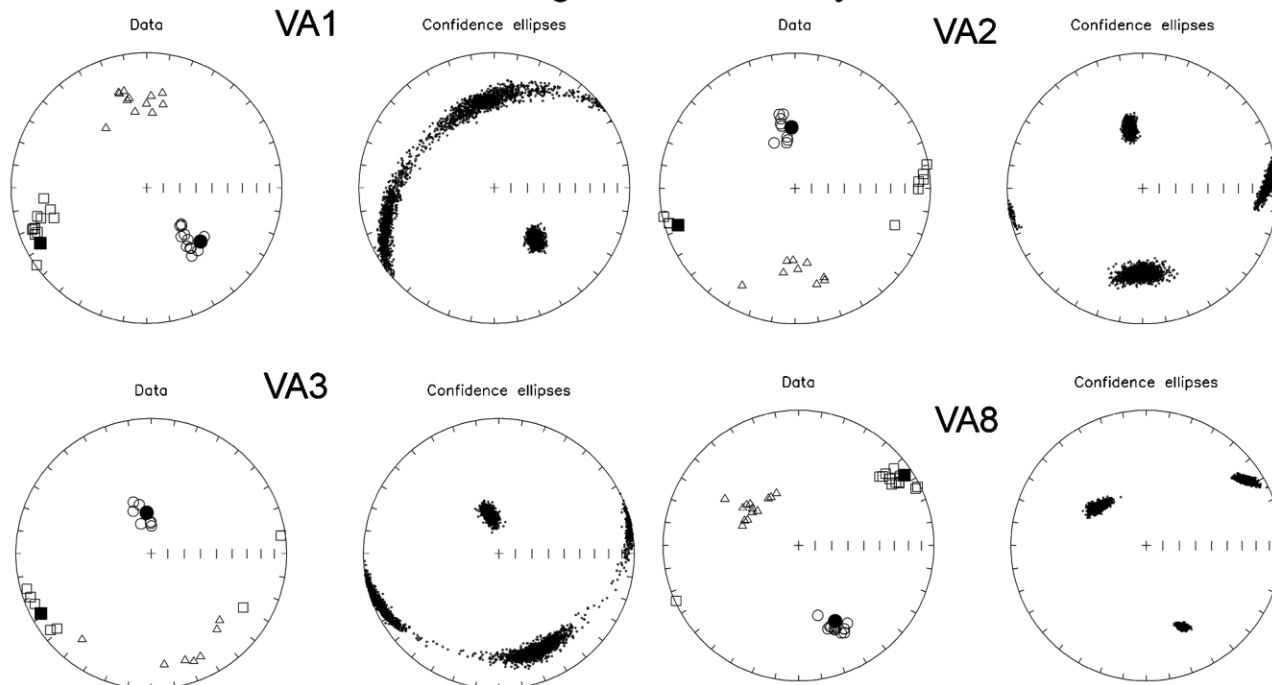 Data
VA1
Confidence ellipses
Data
VA2
Confidence ellipses
Data
VA3
Confidence ellipses
Data
VA8
Confidence ellipses